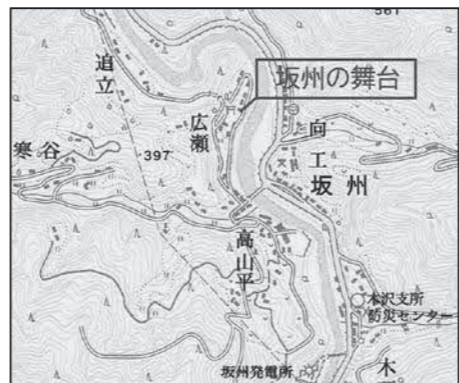 561
坂州の舞台
迫立
広瀬
向工
寒谷
・397
坂州
高山平
木沢支所
防災センター
坂州発電所
木